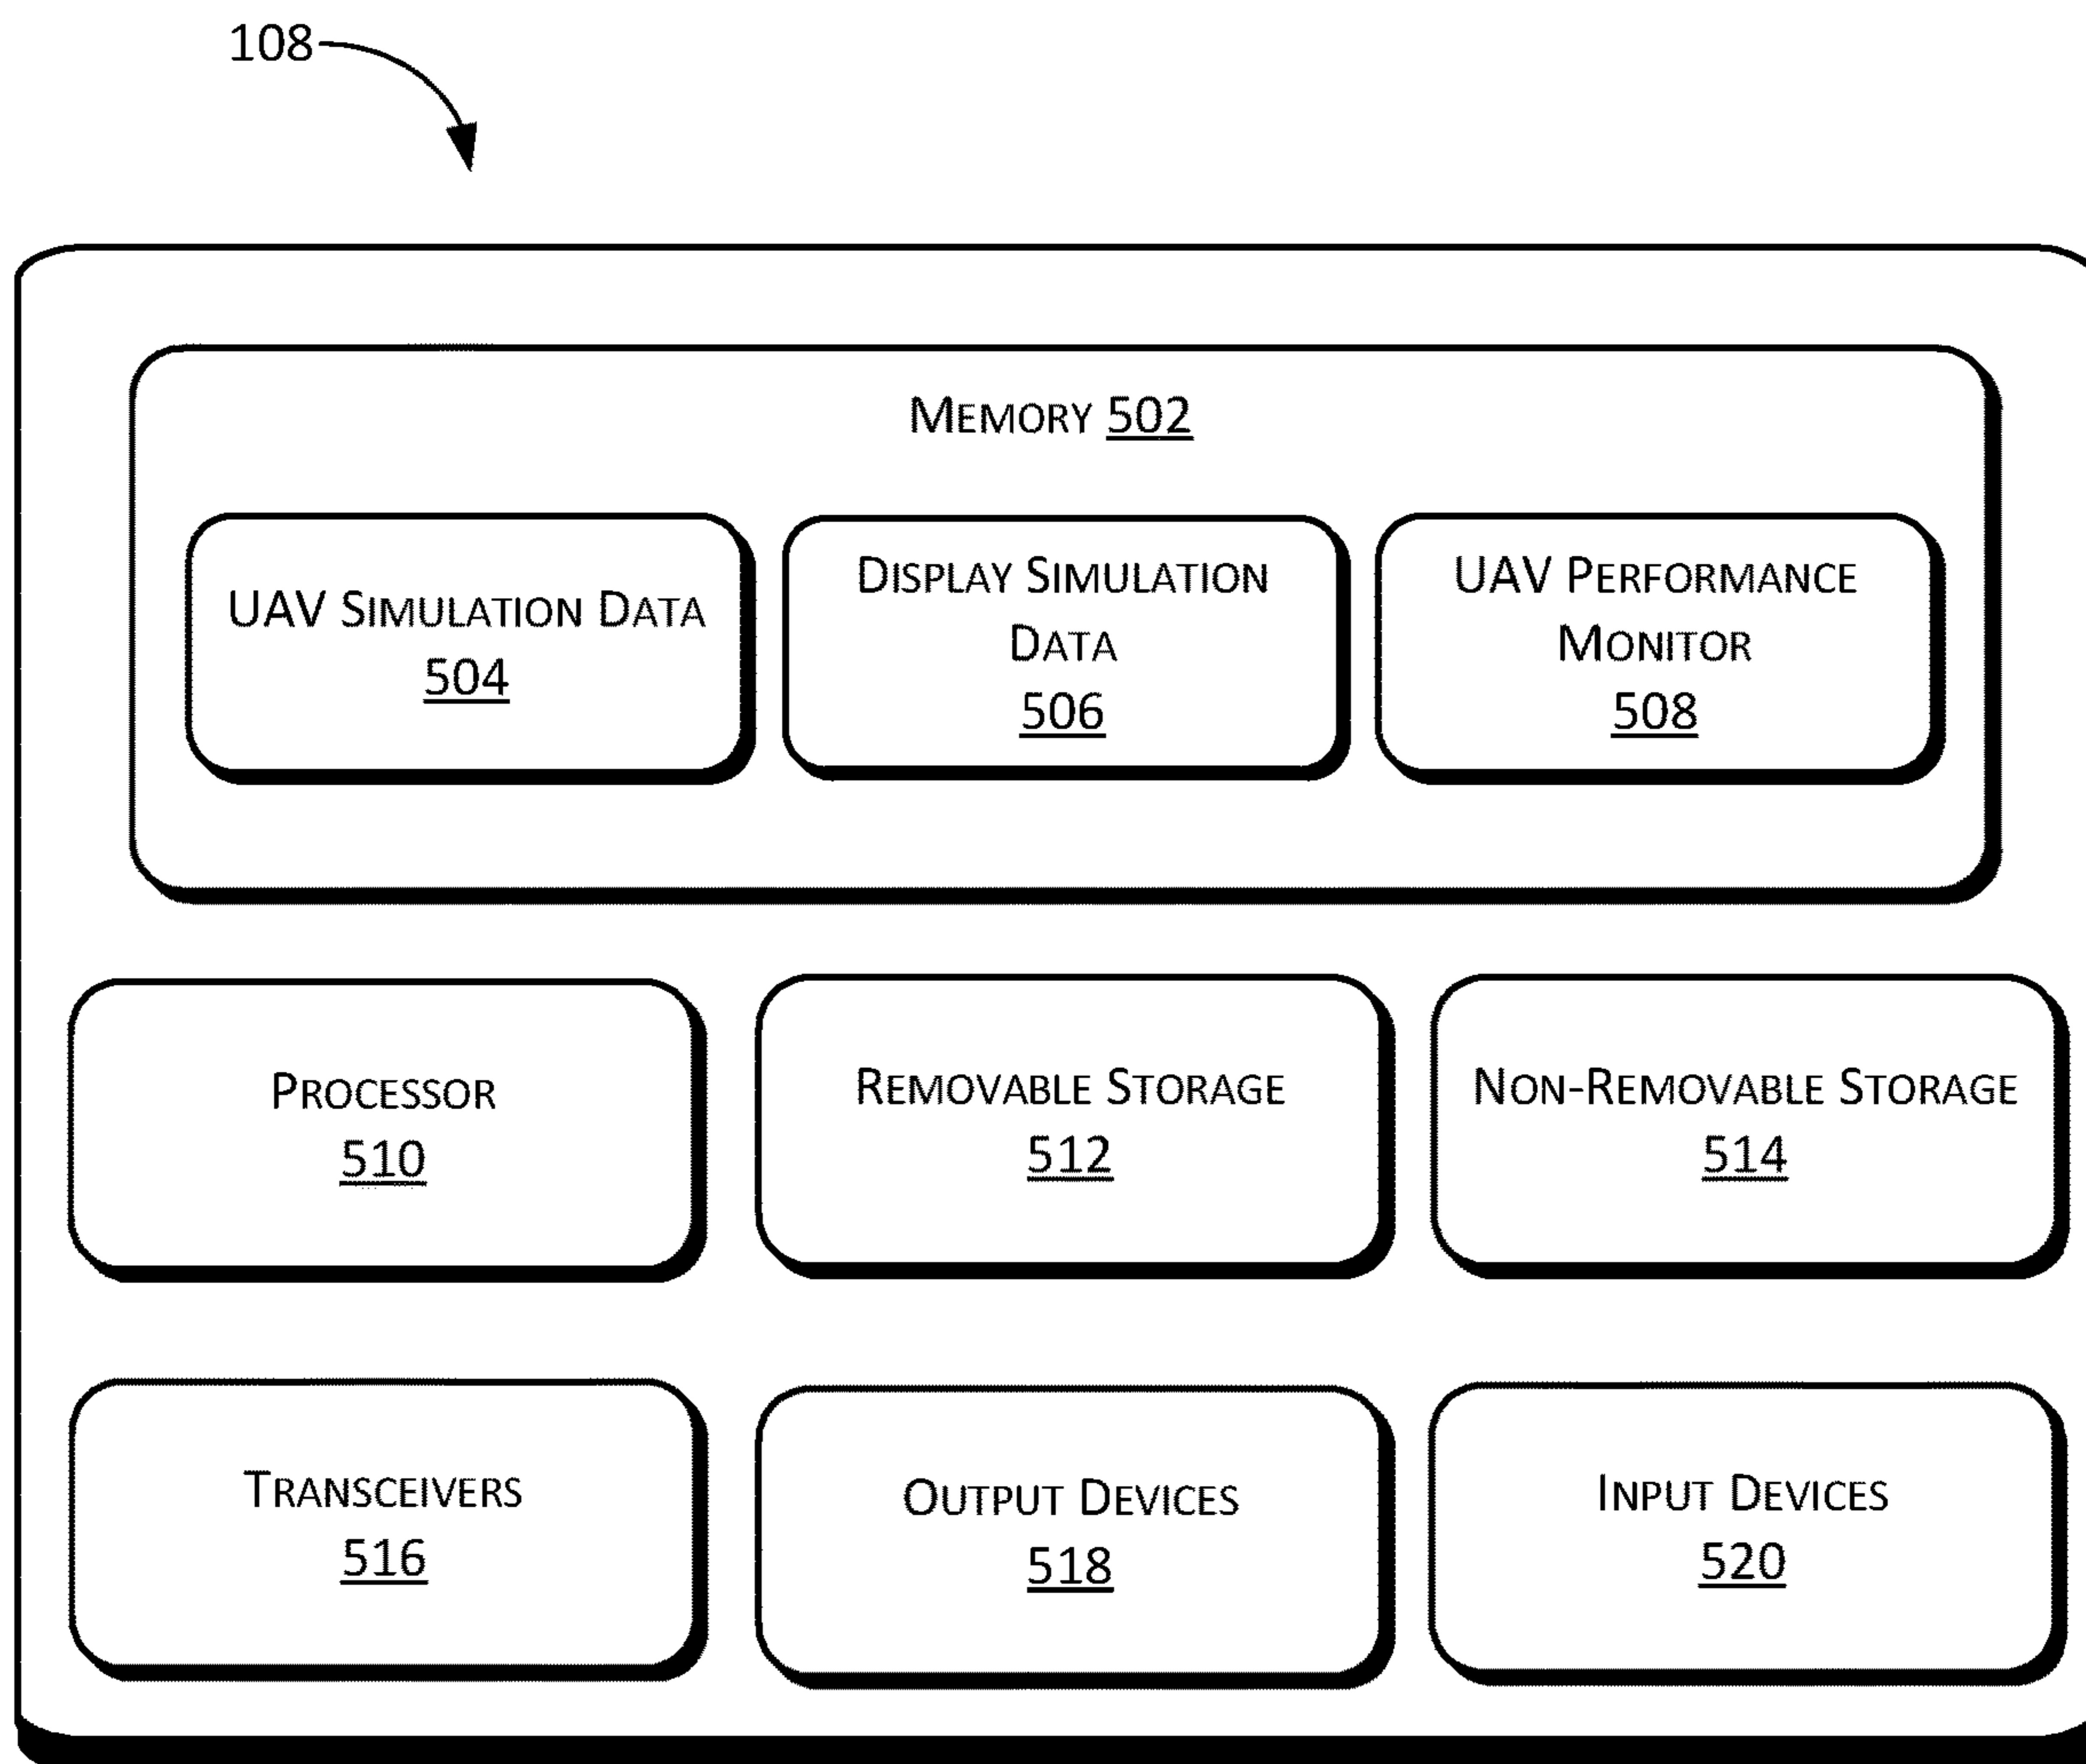 108
MEMORY 502
UAV SIMULATION DATA
504
DISPLAY SIMULATION
DATA
506
UAV PERFORMANCE
MONITOR
508
PROCESSOR
510
REMOVABLE STORAGE
512
NON-REMOVABLE STORAGE
514
TRANSCEIVERS
516
OUTPUT DEVICES
518
INPUT DEVICES
520